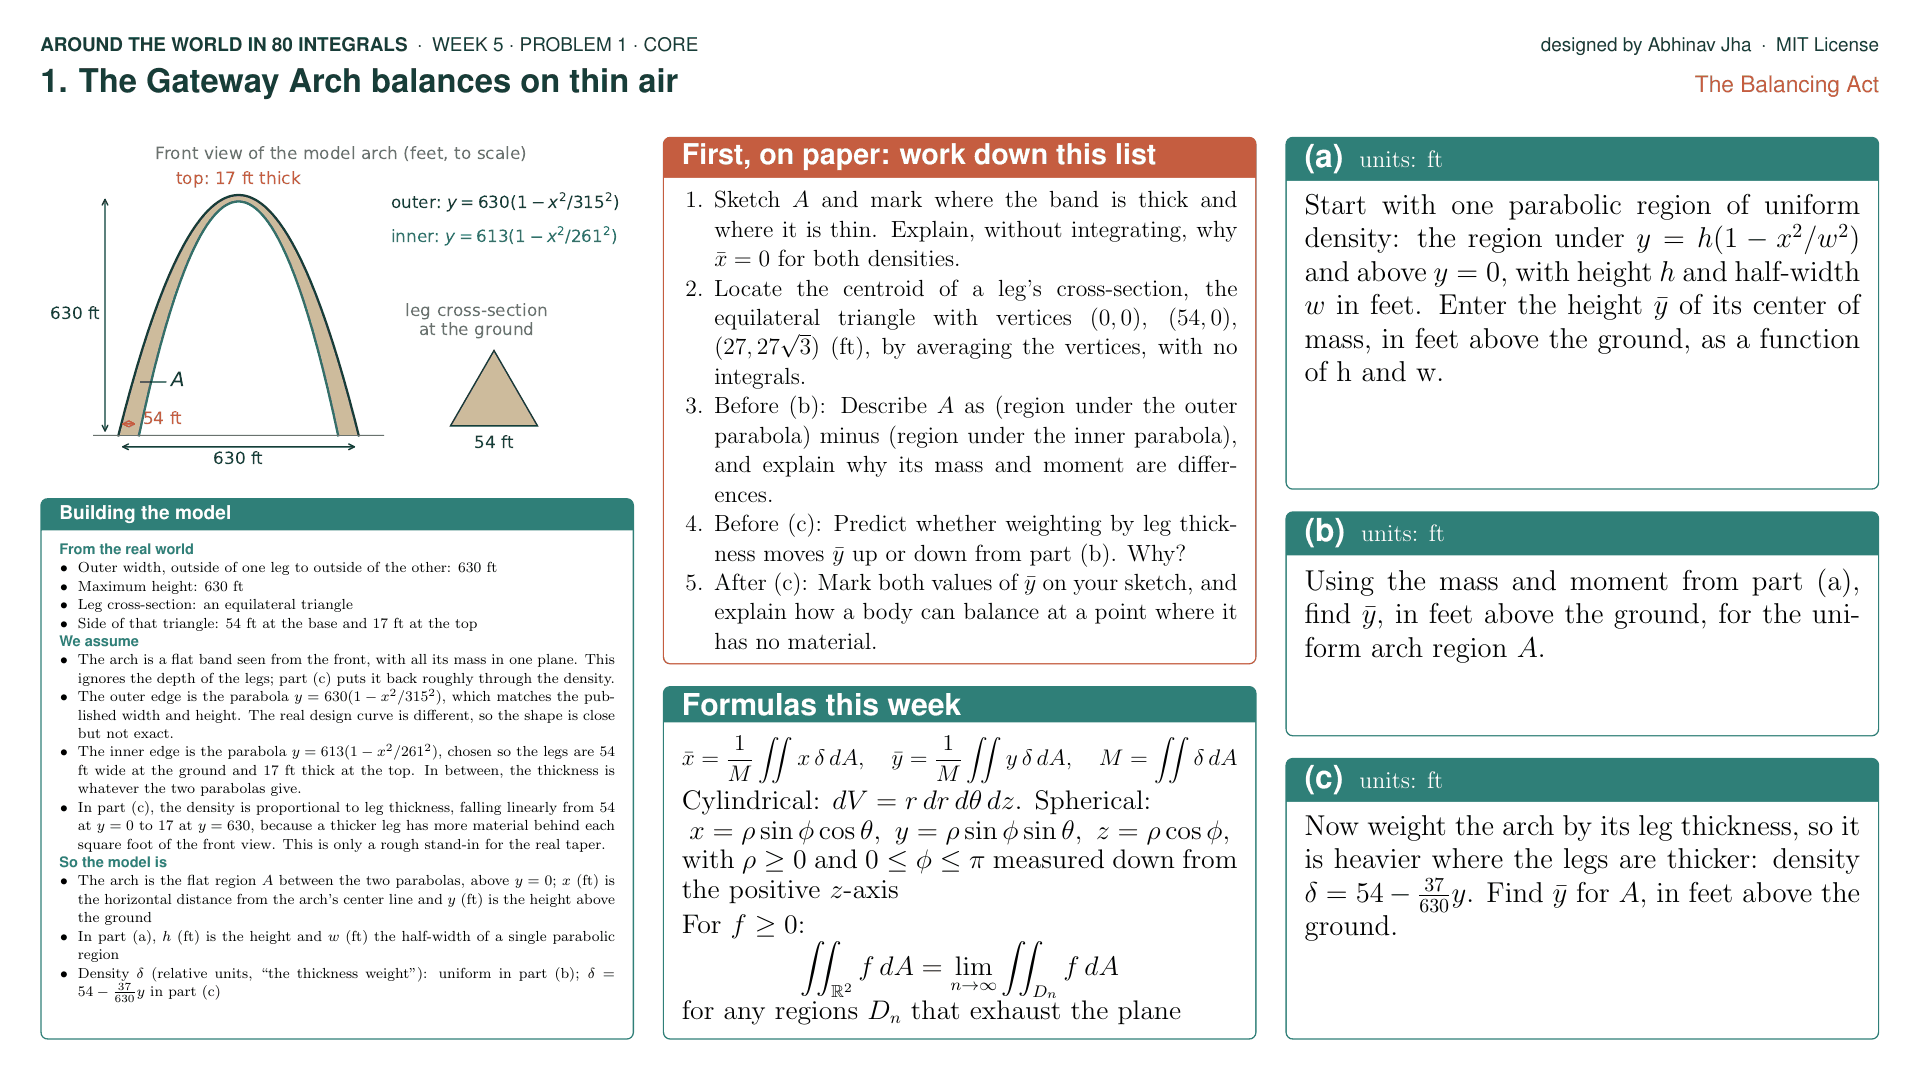 AROUND THE WORLD IN 80 INTEGRALS · WEEK 5 · PROBLEM 1 · CORE
designed by Abhinav Jha · MIT License
1. The Gateway Arch balances on thin air
The Balancing Act
Front view of the model arch (feet, to scale)
top: 17 ft thick
outer: y = 630(1 − x²/315²)
inner: y = 613(1 − x²/261²)
630 ft
leg cross-section
at the ground
A
54 ft
54 ft
630 ft
Building the model
From the real world
• Outer width, outside of one leg to outside of the other: 630 ft
• Maximum height: 630 ft
• Leg cross-section: an equilateral triangle
• Side of that triangle: 54 ft at the base and 17 ft at the top
We assume
• The arch is a flat band seen from the front, with all its mass in one plane. This
ignores the depth of the legs; part (c) puts it back roughly through the density.
• The outer edge is the parabola y = 630(1 − x²/315²), which matches the pub-
lished width and height. The real design curve is different, so the shape is close
but not exact.
• The inner edge is the parabola y = 613(1 − x²/261²), chosen so the legs are 54
ft wide at the ground and 17 ft thick at the top. In between, the thickness is
whatever the two parabolas give.
• In part (c), the density is proportional to leg thickness, falling linearly from 54
at y = 0 to 17 at y = 630, because a thicker leg has more material behind each
square foot of the front view. This is only a rough stand-in for the real taper.
So the model is
• The arch is the flat region A between the two parabolas, above y = 0; x (ft) is
the horizontal distance from the arch's center line and y (ft) is the height above
the ground
• In part (a), h (ft) is the height and w (ft) the half-width of a single parabolic
region
• Density δ (relative units, “the thickness weight”): uniform in part (b); δ =
54 − 37/630 y in part (c)
First, on paper: work down this list
1. Sketch A and mark where the band is thick and
where it is thin. Explain, without integrating, why
x̄ = 0 for both densities.
2. Locate the centroid of a leg's cross-section, the
equilateral triangle with vertices (0, 0), (54, 0),
(27, 27√3) (ft), by averaging the vertices, with no
integrals.
3. Before (b): Describe A as (region under the outer
parabola) minus (region under the inner parabola),
and explain why its mass and moment are differ-
ences.
4. Before (c): Predict whether weighting by leg thick-
ness moves ȳ up or down from part (b). Why?
5. After (c): Mark both values of ȳ on your sketch, and
explain how a body can balance at a point where it
has no material.
Formulas this week
x̄ = 1/M ∬ x δ dA, ȳ = 1/M ∬ y δ dA, M = ∬ δ dA
Cylindrical: dV = r dr dθ dz. Spherical:
x = ρ sin ϕ cos θ, y = ρ sin ϕ sin θ, z = ρ cos ϕ,
with ρ ≥ 0 and 0 ≤ ϕ ≤ π measured down from
the positive z-axis
For f ≥ 0:
∬_ℝ² f dA = lim_{n→∞} ∬_{D_n} f dA
for any regions Dₙ that exhaust the plane
(a) units: ft
Start with one parabolic region of uniform
density: the region under y = h(1 − x²/w²)
and above y = 0, with height h and half-width
w in feet. Enter the height ȳ of its center of
mass, in feet above the ground, as a function
of h and w.
(b) units: ft
Using the mass and moment from part (a),
find ȳ, in feet above the ground, for the uni-
form arch region A.
(c) units: ft
Now weight the arch by its leg thickness, so it
is heavier where the legs are thicker: density
δ = 54 − 37/630 y. Find ȳ for A, in feet above the
ground.